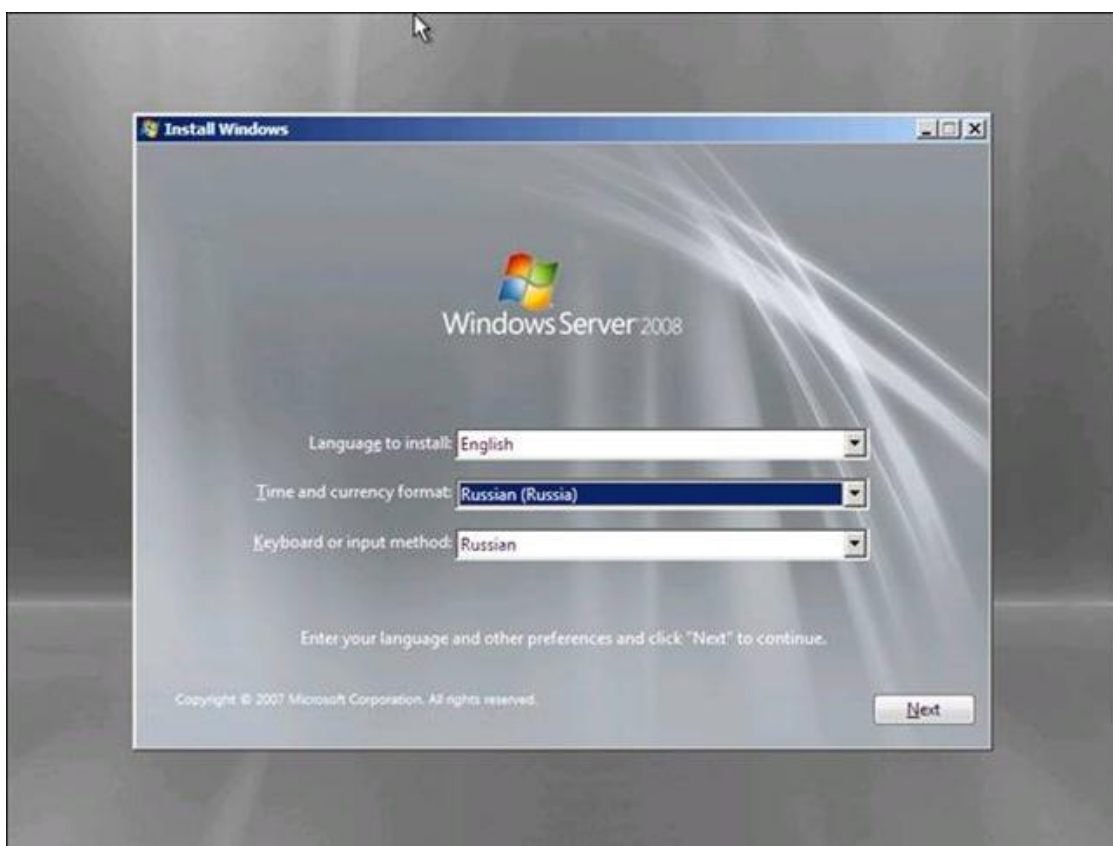 Install Windows
Windows Server 2008
Language to install: English
Time and currency format: Russian (Russia)
Keyboard or input method: Russian
Enter your language and other preferences and click "Next" to continue.
Copyright © 2007 Microsoft Corporation. All rights reserved.
Next